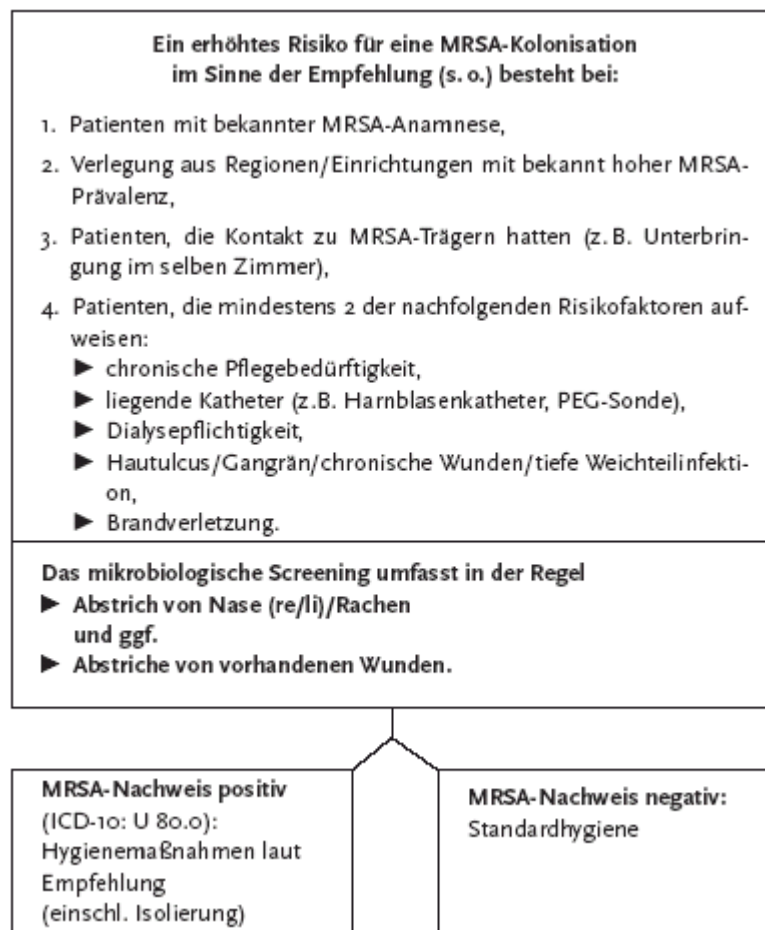 Ein erhöhtes Risiko für eine MRSA-Kolonisation
im Sinne der Empfehlung (s. o.) besteht bei:
1. Patienten mit bekannter MRSA-Anamnese,
2. Verlegung aus Regionen/Einrichtungen mit bekannt hoher MRSA-
Prävalenz,
3. Patienten, die Kontakt zu MRSA-Trägern hatten (z. B. Unterbrin-
gung im selben Zimmer),
4. Patienten, die mindestens 2 der nachfolgenden Risikofaktoren auf-
weisen:
► chronische Pflegebedürftigkeit,
► liegende Katheter (z.B. Harnblasenkatheter, PEG-Sonde),
► Dialysepflichtigkeit,
► Hautulcus/Gangrän/chronische Wunden/tiefe Weichteilinfekti-
on,
► Brandverletzung.
Das mikrobiologische Screening umfasst in der Regel
► Abstrich von Nase (re/li)/Rachen
und ggf.
► Abstriche von vorhandenen Wunden.
MRSA-Nachweis positiv
(ICD-10: U 80.0):
Hygienemaßnahmen laut
Empfehlung
(einschl. Isolierung)
MRSA-Nachweis negativ:
Standardhygiene